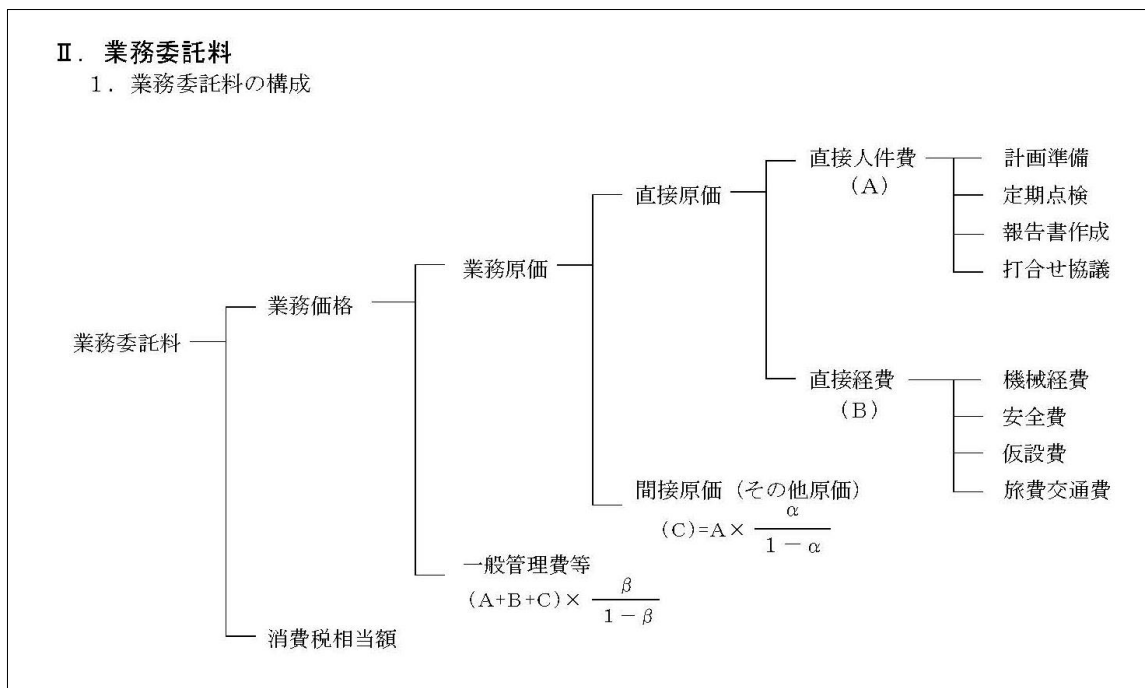 Ⅱ．業務委託料
１．業務委託料の構成
直接人件費
（A）
計画準備
定期点検
報告書作成
打合せ協議
直接原価
業務原価
業務価格
業務委託料
直接経費
（B）
機械経費
安全費
仮設費
旅費交通費
間接原価（その他原価）
（C）=A×
α
１－α
一般管理費等
（A+B+C）×
β
１－β
消費税相当額